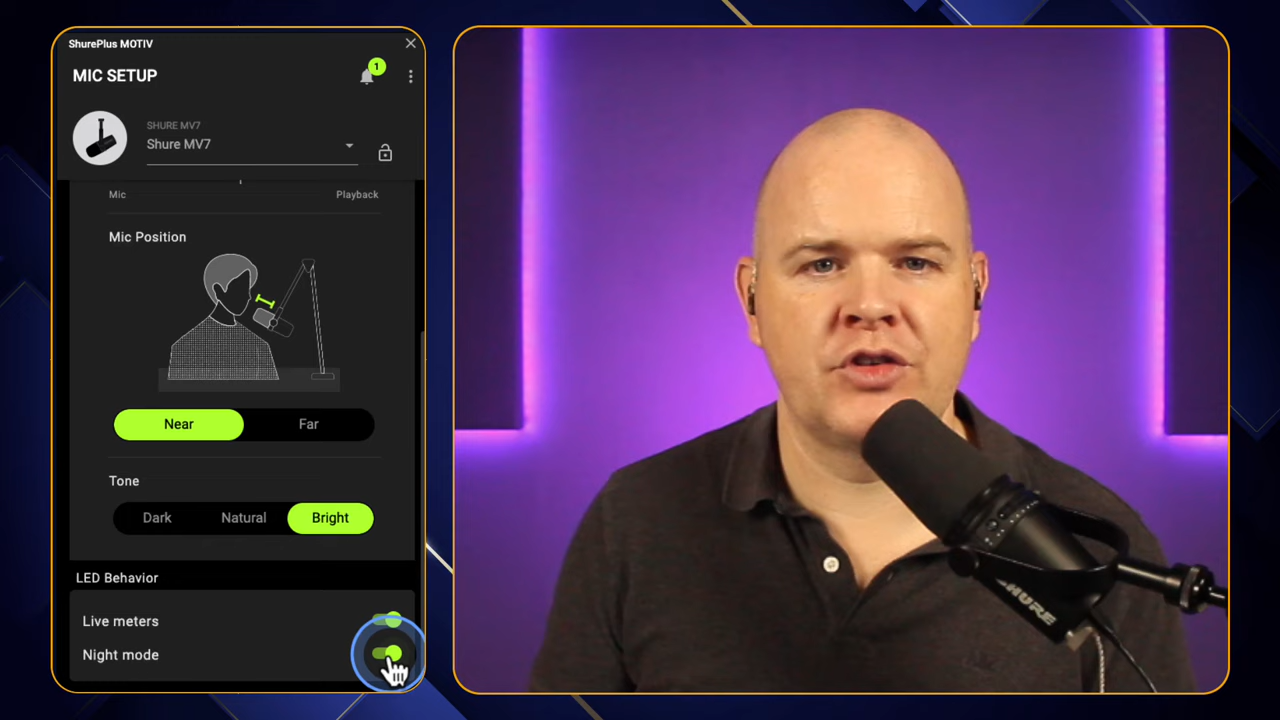 ShurePlus MOTIV
MIC SETUP
1
SHURE MV7
Shure MV7
Mic Playback
Mic Position
Near Far
Tone
Dark Natural Bright
LED Behavior
Live meters
Night mode
SHURE